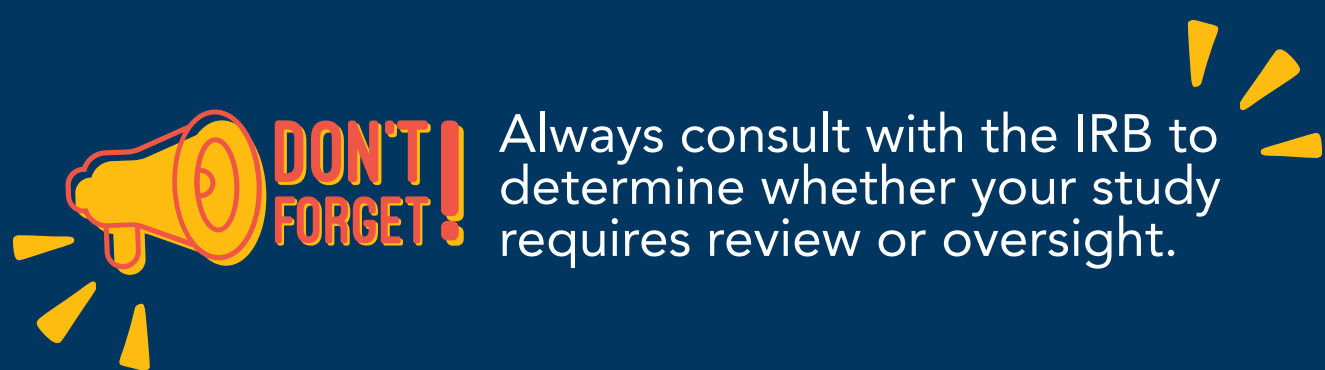 DON'T
FORGET!
Always consult with the IRB to
determine whether your study
requires review or oversight.